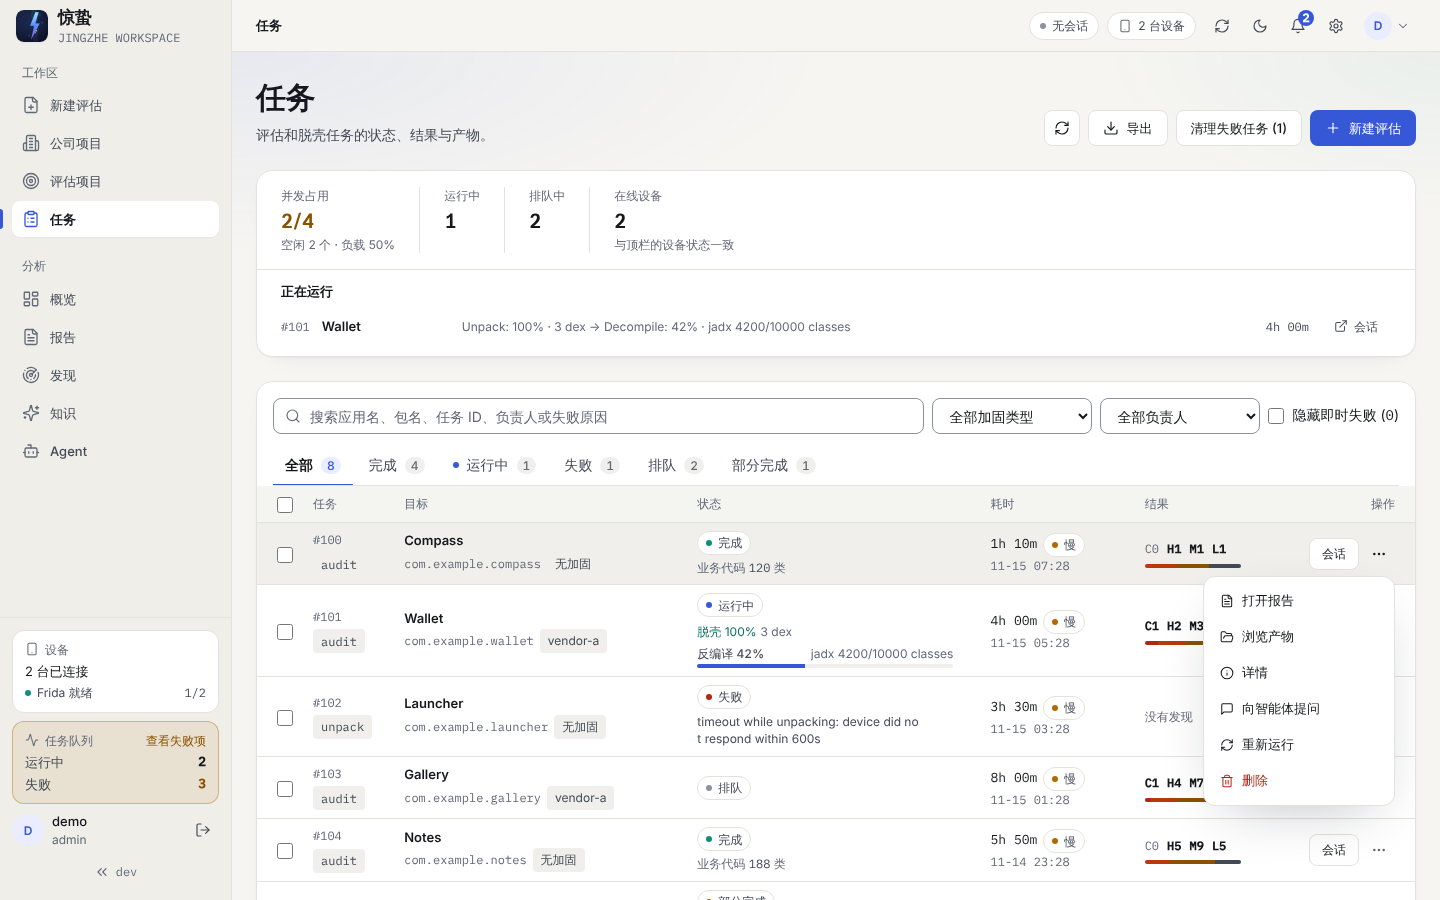 惊蛰
JINGZHE WORKSPACE
工作区
新建评估
公司项目
评估项目
任务
分析
概览
报告
发现
知识
Agent
设备
2 台已连接
Frida 就绪 1/2
任务队列 查看失败项
运行中 2
失败 3
D demo
admin
dev
任务
无会话
2 台设备
2
D
任务
评估和脱壳任务的状态、结果与产物。
导出
清理失败任务 (1)
新建评估
并发占用
2/4
空闲 2 个 · 负载 50%
运行中
1
排队中
2
在线设备
2
与顶栏的设备状态一致
正在运行
#101 Wallet Unpack: 100% · 3 dex → Decompile: 42% · jadx 4200/10000 classes 4h 00m 会话
搜索应用名、包名、任务 ID、负责人或失败原因 全部加固类型 全部负责人 隐藏即时失败 (0)
全部 8 完成 4 运行中 1 失败 1 排队 2 部分完成 1
任务 目标 状态 耗时 结果 操作
#100 Compass 完成 1h 10m 慢 C0 H1 M1 L1 会话
audit com.example.compass 无加固 业务代码 120 类 11-15 07:28
#101 Wallet 运行中 4h 00m 慢 C1 H2 M3
audit com.example.wallet vendor-a 脱壳 100% 3 dex 11-15 05:28
反编译 42% jadx 4200/10000 classes
#102 Launcher 失败 3h 30m 慢 没有发现
unpack com.example.launcher 无加固 timeout while unpacking: device did no
t respond within 600s 11-15 03:28
#103 Gallery 排队 8h 00m 慢 C1 H4 M7
audit com.example.gallery vendor-a 11-15 01:28
#104 Notes 完成 5h 50m 慢 C0 H5 M9 L5 会话
audit com.example.notes 无加固 业务代码 188 类 11-14 23:28
部分完成
打开报告
浏览产物
详情
向智能体提问
重新运行
删除